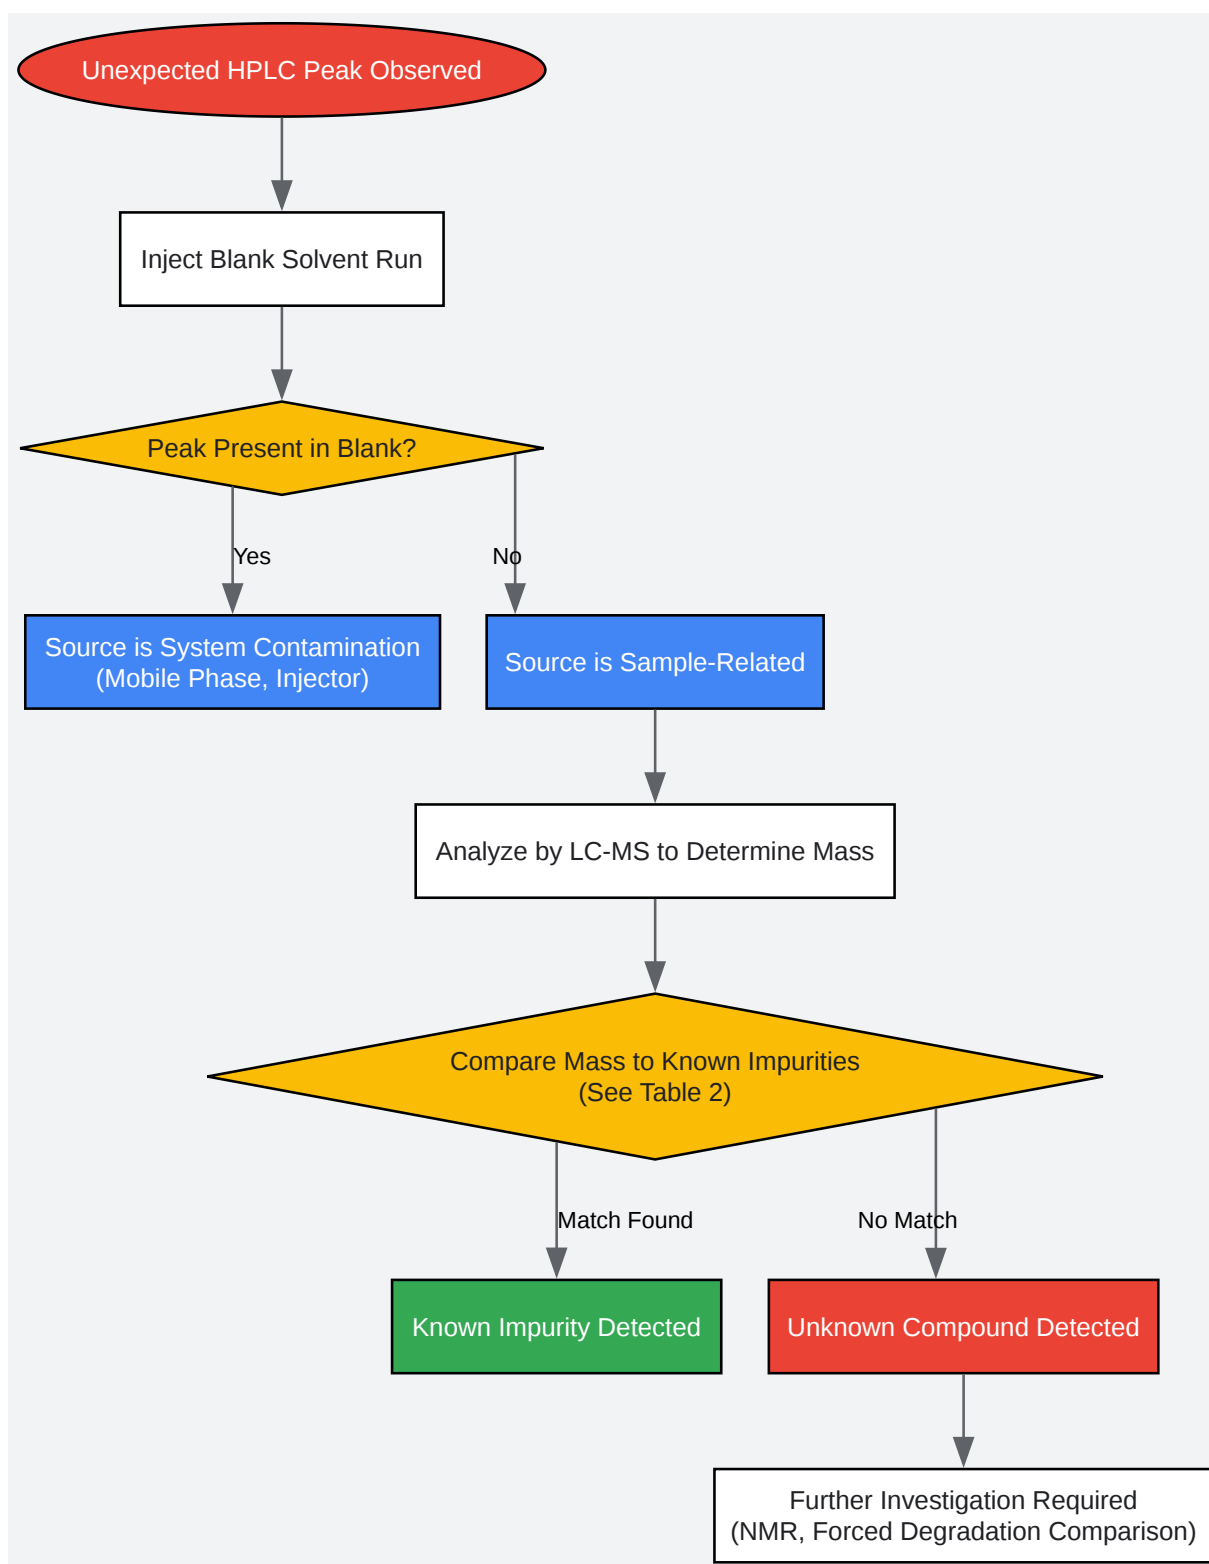 Unexpected HPLC Peak Observed
Inject Blank Solvent Run
Peak Present in Blank?
Yes
No
Source is System Contamination
(Mobile Phase, Injector)
Source is Sample-Related
Analyze by LC-MS to Determine Mass
Compare Mass to Known Impurities
(See Table 2)
Match Found
No Match
Known Impurity Detected
Unknown Compound Detected
Further Investigation Required
(NMR, Forced Degradation Comparison)